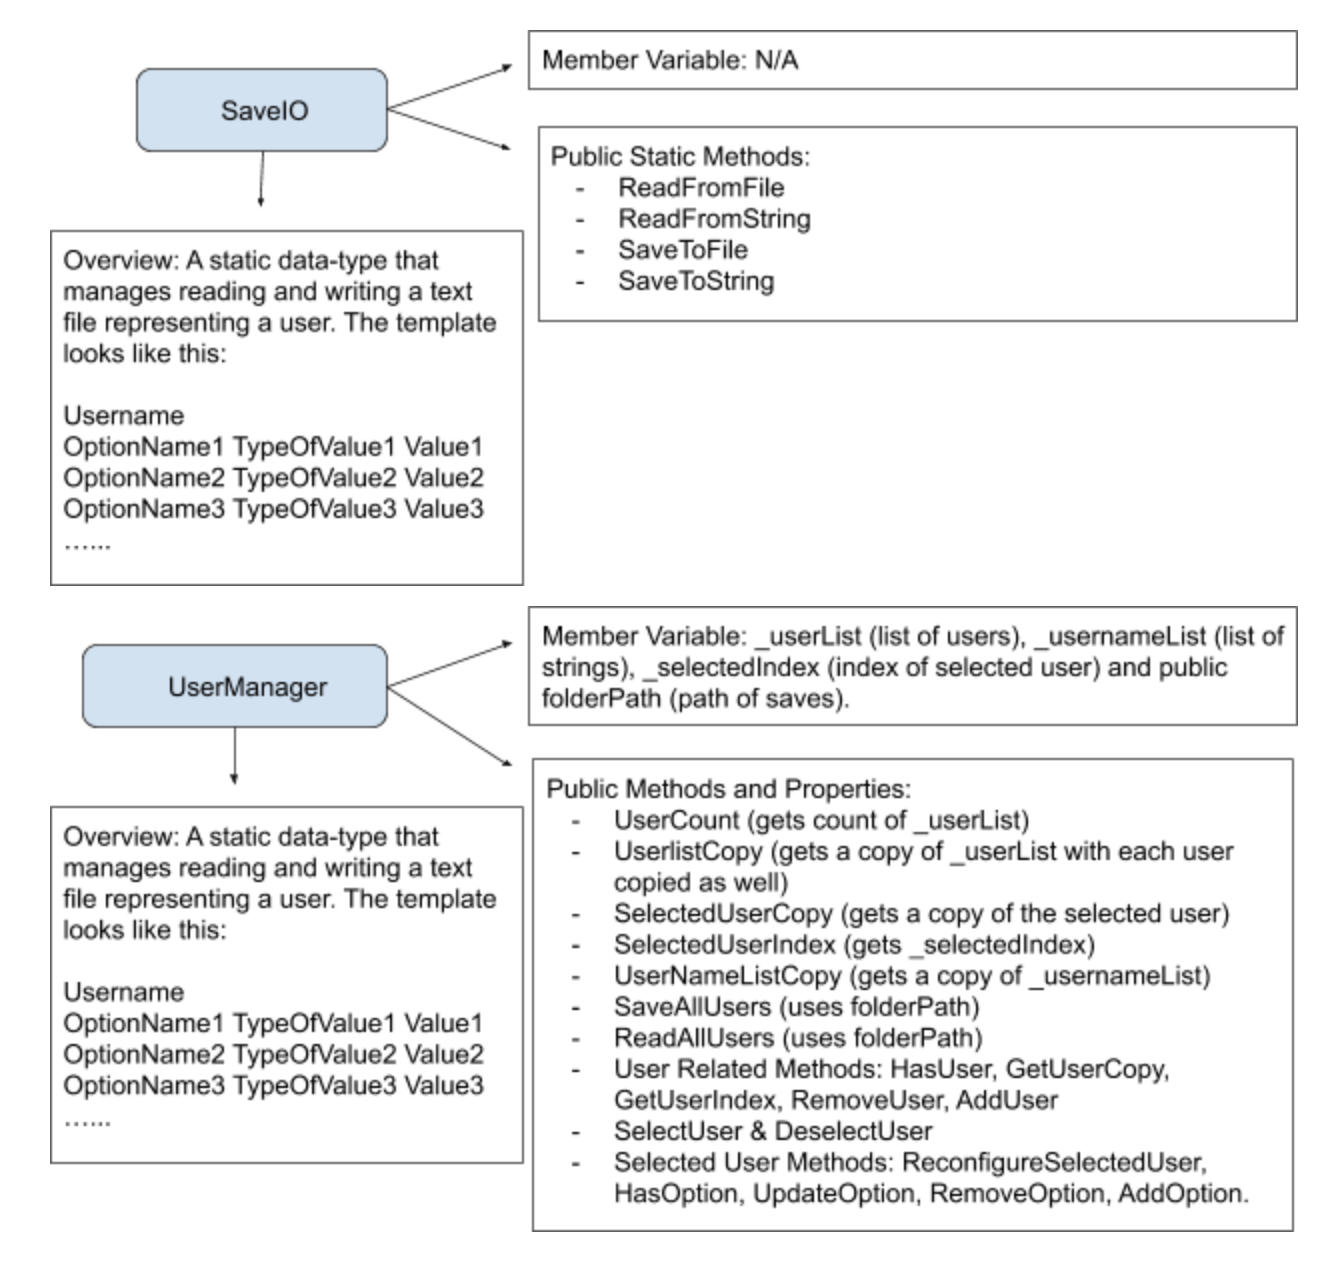 SaveIO
Member Variable: N/A
Public Static Methods:
- ReadFromFile
- ReadFromString
- SaveToFile
- SaveToString
Overview: A static data-type that
manages reading and writing a text
file representing a user. The template
looks like this:
Username
OptionName1 TypeOfValue1 Value1
OptionName2 TypeOfValue2 Value2
OptionName3 TypeOfValue3 Value3
…...
UserManager
Member Variable: _userList (list of users), _usernameList (list of
strings), _selectedIndex (index of selected user) and public
folderPath (path of saves).
Public Methods and Properties:
- UserCount (gets count of _userList)
- UserlistCopy (gets a copy of _userList with each user
copied as well)
- SelectedUserCopy (gets a copy of the selected user)
- SelectedUserIndex (gets _selectedIndex)
- UserNameListCopy (gets a copy of _usernameList)
- SaveAllUsers (uses folderPath)
- ReadAllUsers (uses folderPath)
- User Related Methods: HasUser, GetUserCopy,
GetUserIndex, RemoveUser, AddUser
- SelectUser & DeselectUser
- Selected User Methods: ReconfigureSelectedUser,
HasOption, UpdateOption, RemoveOption, AddOption.
Overview: A static data-type that
manages reading and writing a text
file representing a user. The template
looks like this:
Username
OptionName1 TypeOfValue1 Value1
OptionName2 TypeOfValue2 Value2
OptionName3 TypeOfValue3 Value3
…...